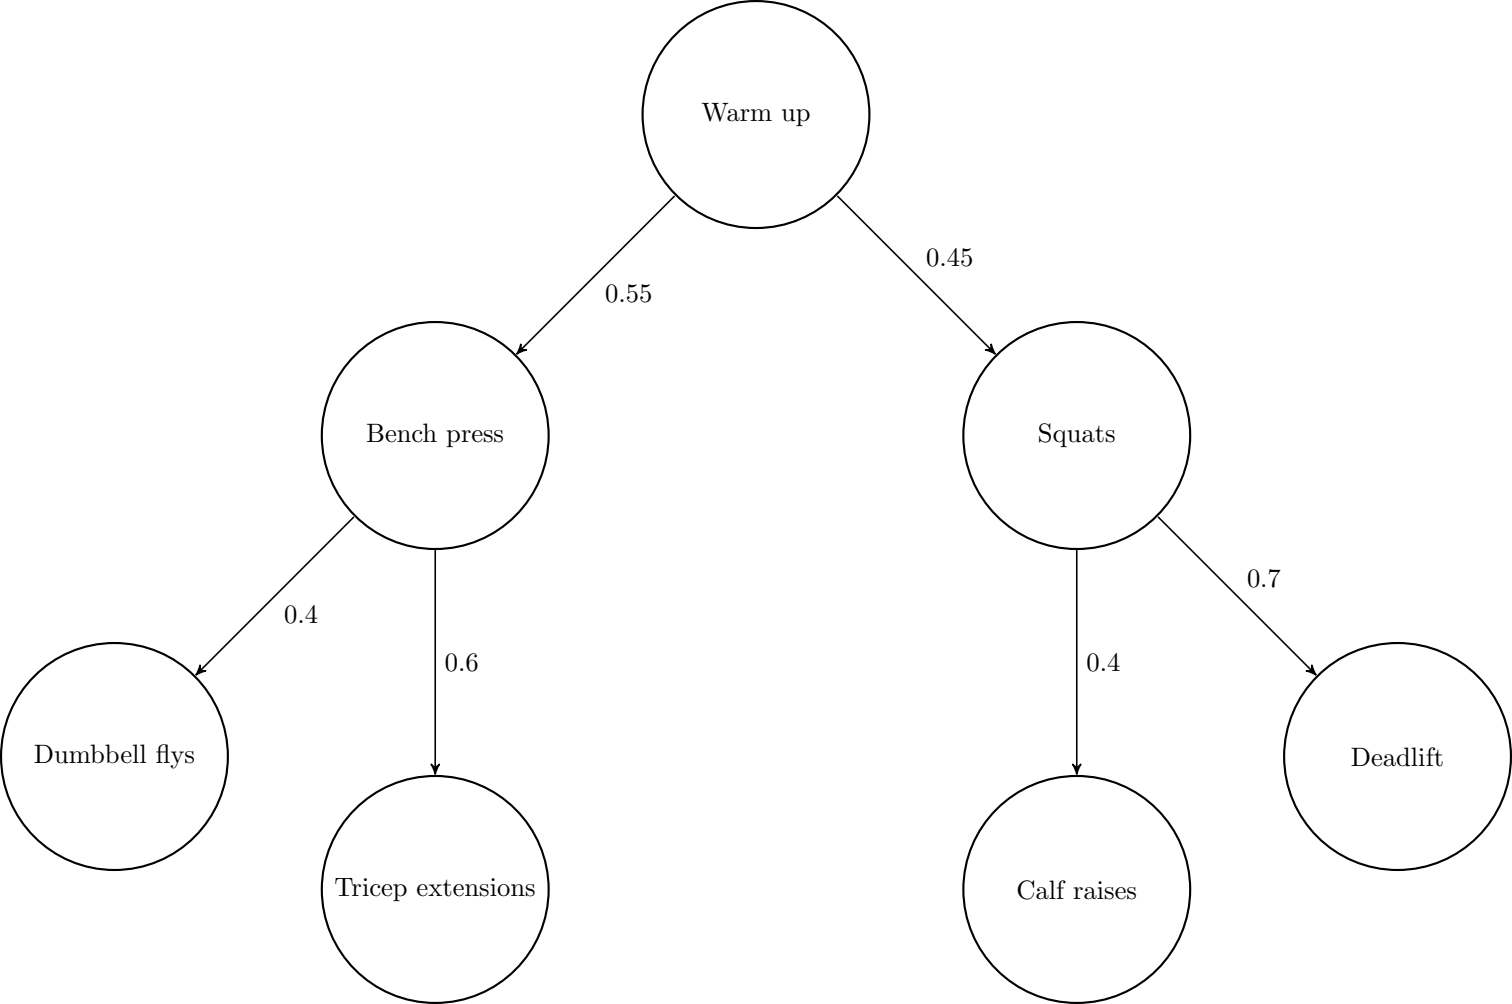 Warm up
0.45
0.55
Bench press
Squats
0.7
0.4
0.6
0.4
Dumbbell flys
Deadlift
Tricep extensions
Calf raises